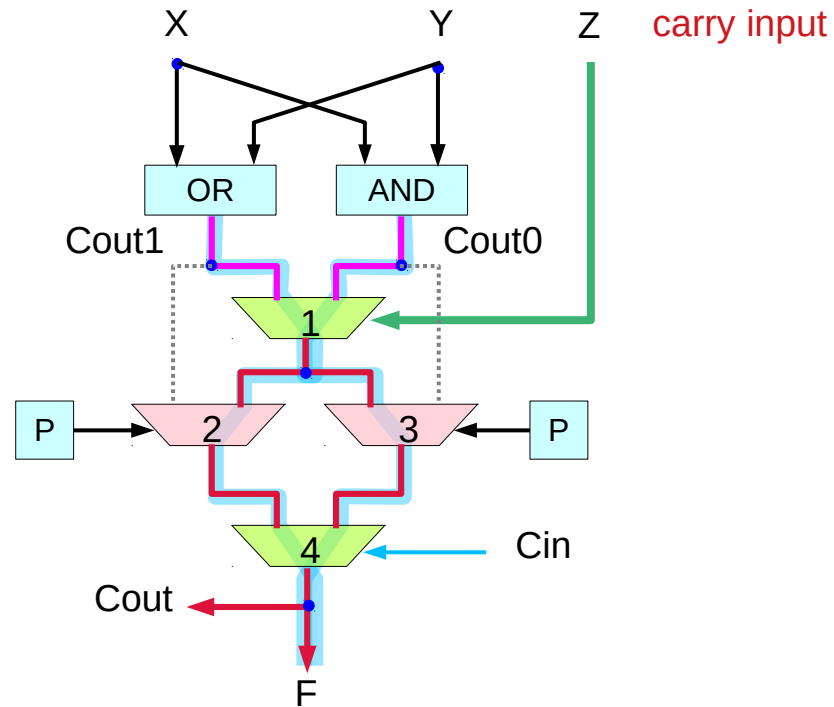 X Y Z carry input
OR AND
Cout1 Cout0
1
P 2 3 P
4 Cin
Cout
F